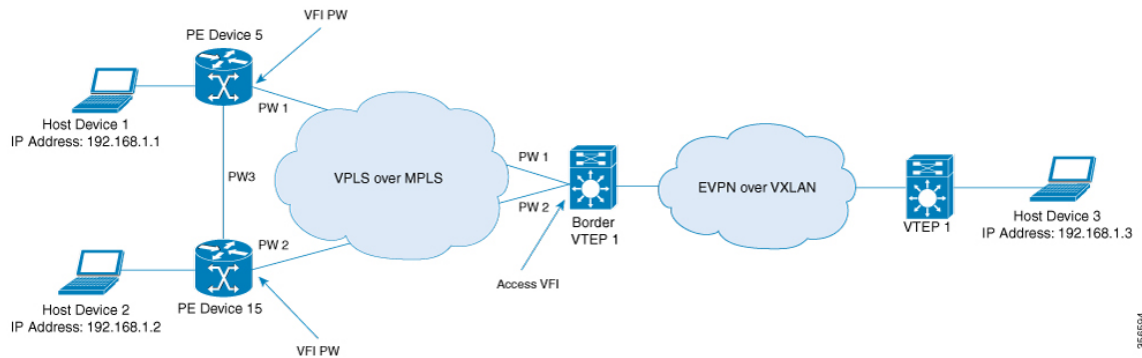 VFI PW
PE Device 5
PW 1
Host Device 1
IP Address: 192.168.1.1
VPLS over MPLS
PW 1
PW3
EVPN over VXLAN
PW 2
Border
VTEP 1
VTEP 1
Host Device 3
IP Address: 192.168.1.3
PW 2
Access VFI
Host Device 2
IP Address: 192.168.1.2
PE Device 15
VFI PW
356594